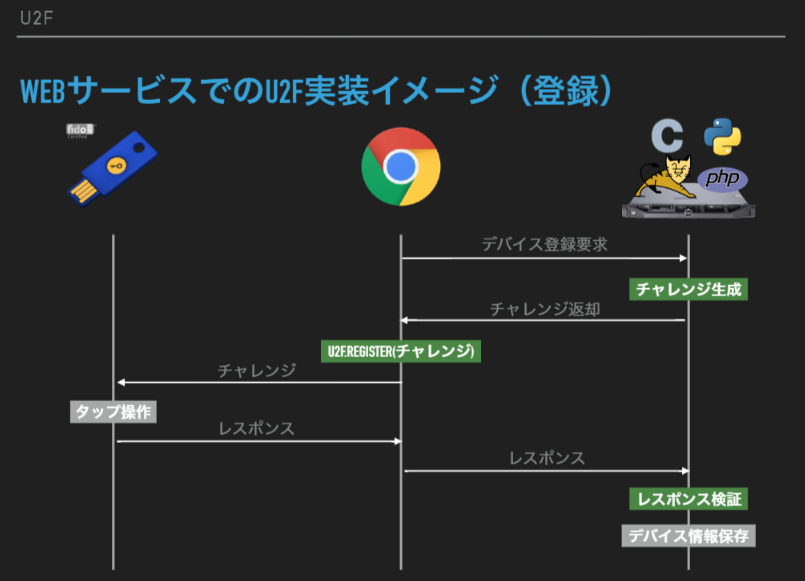 U2F
WEBサービスでのU2F実装イメージ（登録）
fido
CERTIFIED
C
php
デバイス登録要求
チャレンジ生成
チャレンジ返却
U2F.REGISTER(チャレンジ)
チャレンジ
タップ操作
レスポンス
レスポンス
レスポンス検証
デバイス情報保存